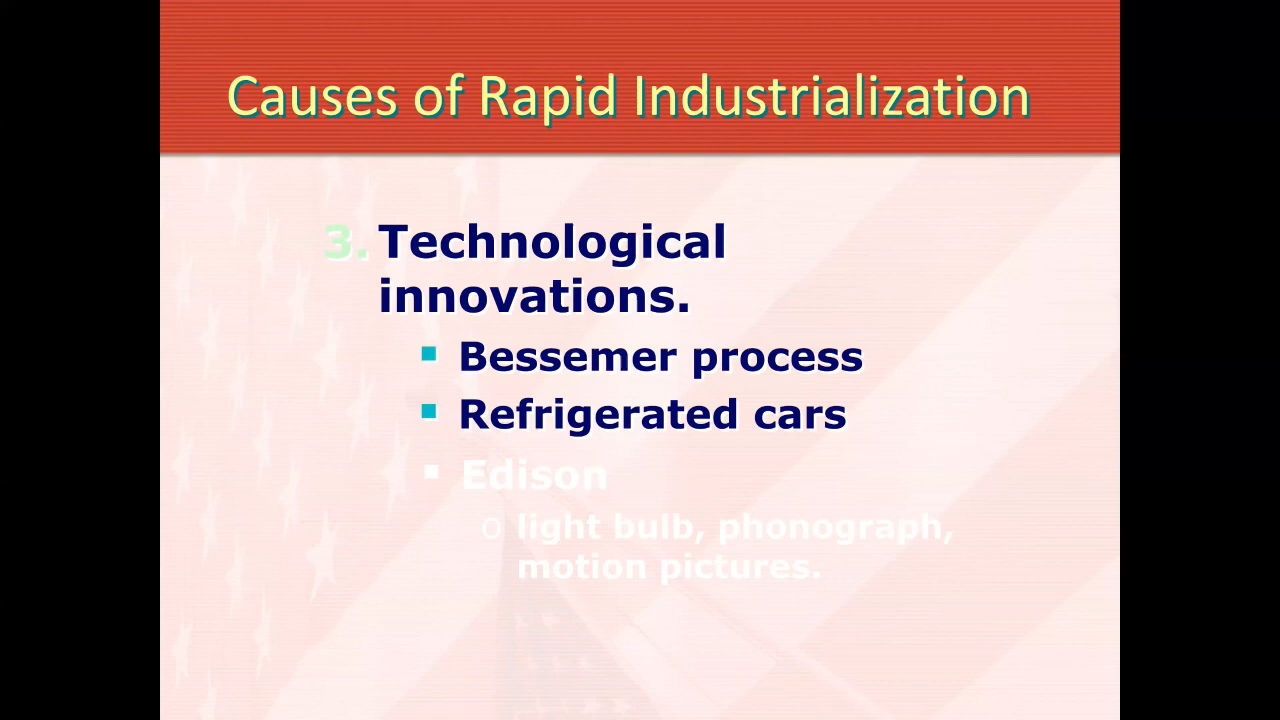 Causes of Rapid Industrialization
3. Technological
innovations.
▪ Bessemer process
▪ Refrigerated cars
▪ Edison
o light bulb, phonograph,
motion pictures.